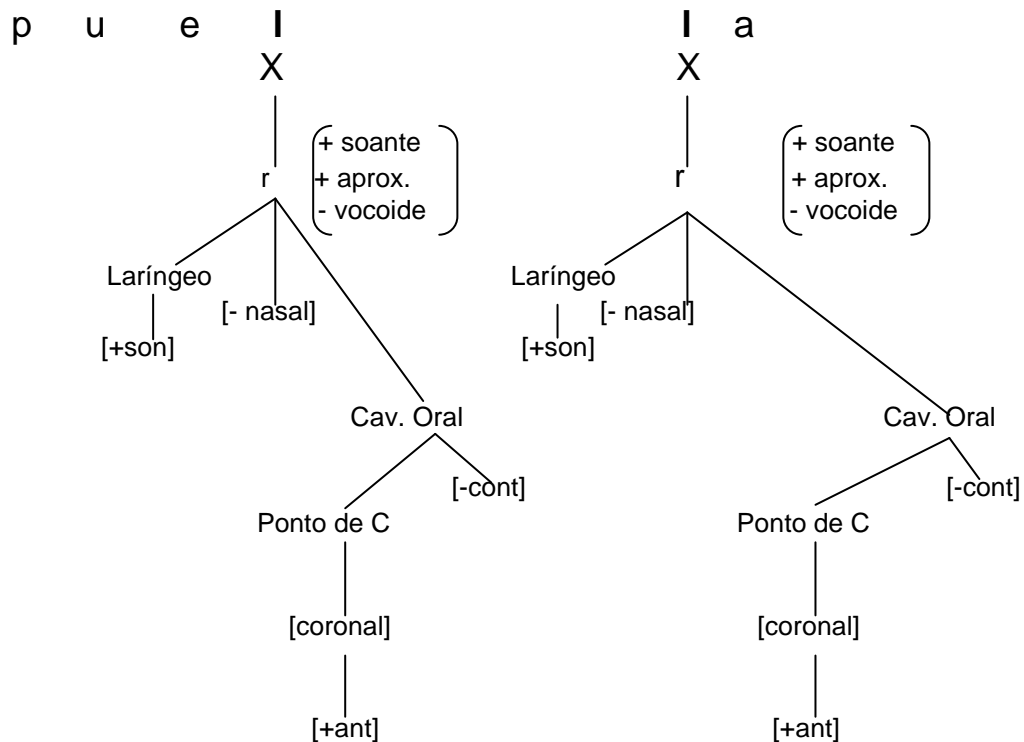 p u e l l a
X X
+ soante + soante
r + aprox. r + aprox.
- vocoide - vocoide
Laríngeo Laríngeo
[- nasal] [- nasal]
[+son] [+son]
Cav. Oral Cav. Oral
[-cont] [-cont]
Ponto de C Ponto de C
[coronal] [coronal]
[+ant] [+ant]